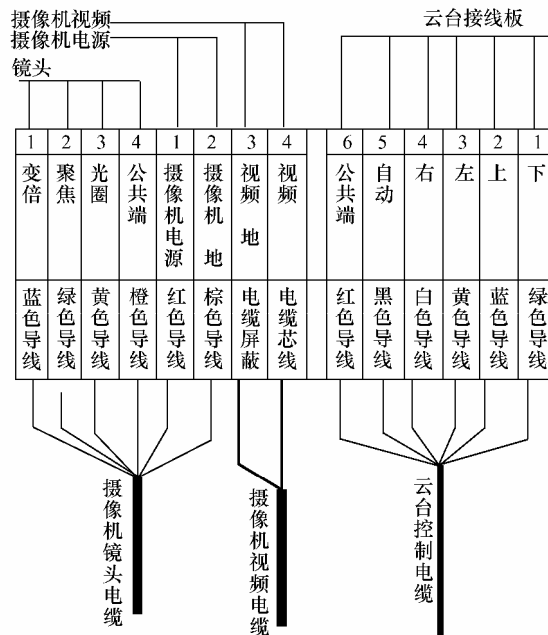 摄像机视频
摄像机电源
镜头
云台接线板
1 2 3 4 1 2 3 4 6 5 4 3 2 1
变倍
聚焦
光圈
公共端
摄像机电源
摄像机 地
视频 地
视频
公共端
自动
右
左
上
下
蓝色导线
绿色导线
黄色导线
橙色导线
红色导线
棕色导线
电缆屏蔽
电缆芯线
红色导线
黑色导线
白色导线
黄色导线
蓝色导线
绿色导线
摄像机镜头电缆
摄像机视频电缆
云台控制电缆